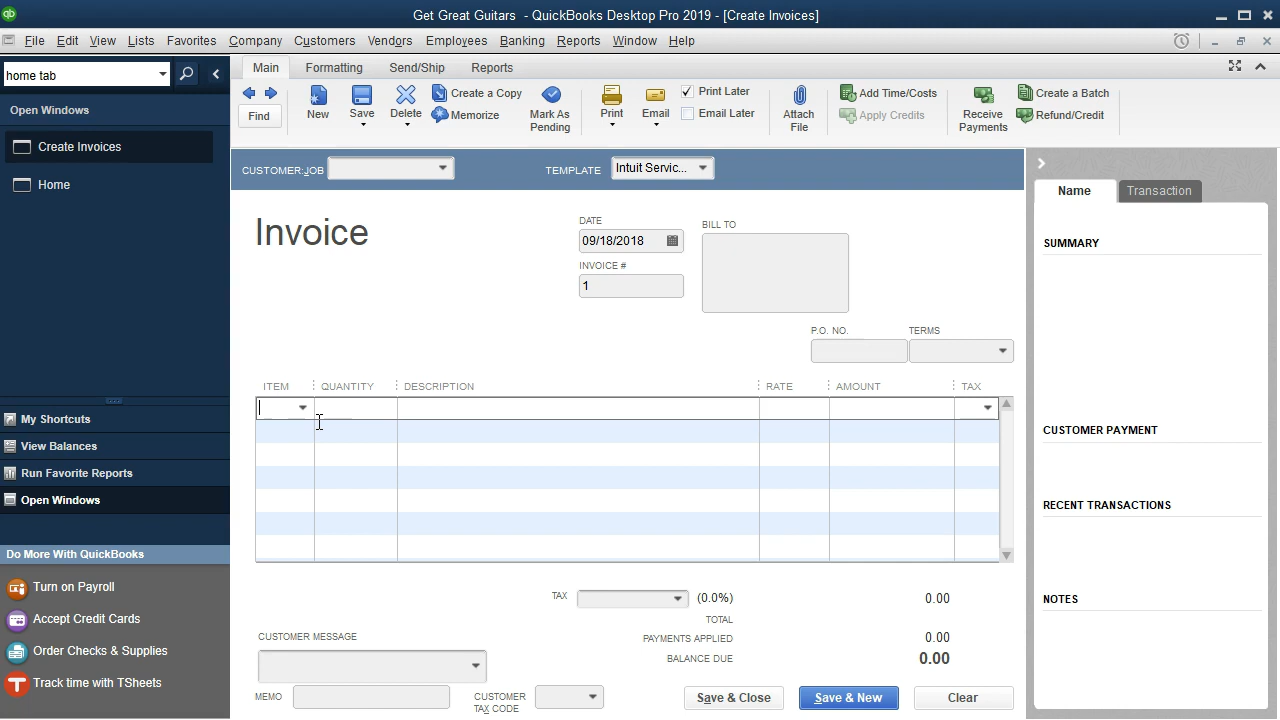 qb Get Great Guitars - QuickBooks Desktop Pro 2019 - [Create Invoices]
File Edit View Lists Favorites Company Customers Vendors Employees Banking Reports Window Help
home tab
Main Formatting Send/Ship Reports
Find
New
Save
Delete
Create a Copy
Memorize
Mark As
Pending
Print
Email
Print Later
Email Later
Attach
File
Add Time/Costs
Apply Credits
Receive
Payments
Create a Batch
Refund/Credit
Open Windows
Create Invoices
Home
My Shortcuts
View Balances
Run Favorite Reports
Open Windows
Do More With QuickBooks
Turn on Payroll
Accept Credit Cards
Order Checks & Supplies
Track time with TSheets
CUSTOMER:JOB
TEMPLATE Intuit Servic...
Invoice
DATE
09/18/2018
INVOICE #
1
BILL TO
P.O. NO. TERMS
ITEM QUANTITY DESCRIPTION RATE AMOUNT TAX
TAX (0.0%) 0.00
TOTAL
CUSTOMER MESSAGE
PAYMENTS APPLIED 0.00
BALANCE DUE 0.00
MEMO
CUSTOMER
TAX CODE
Save & Close Save & New Clear
Name Transaction
SUMMARY
CUSTOMER PAYMENT
RECENT TRANSACTIONS
NOTES